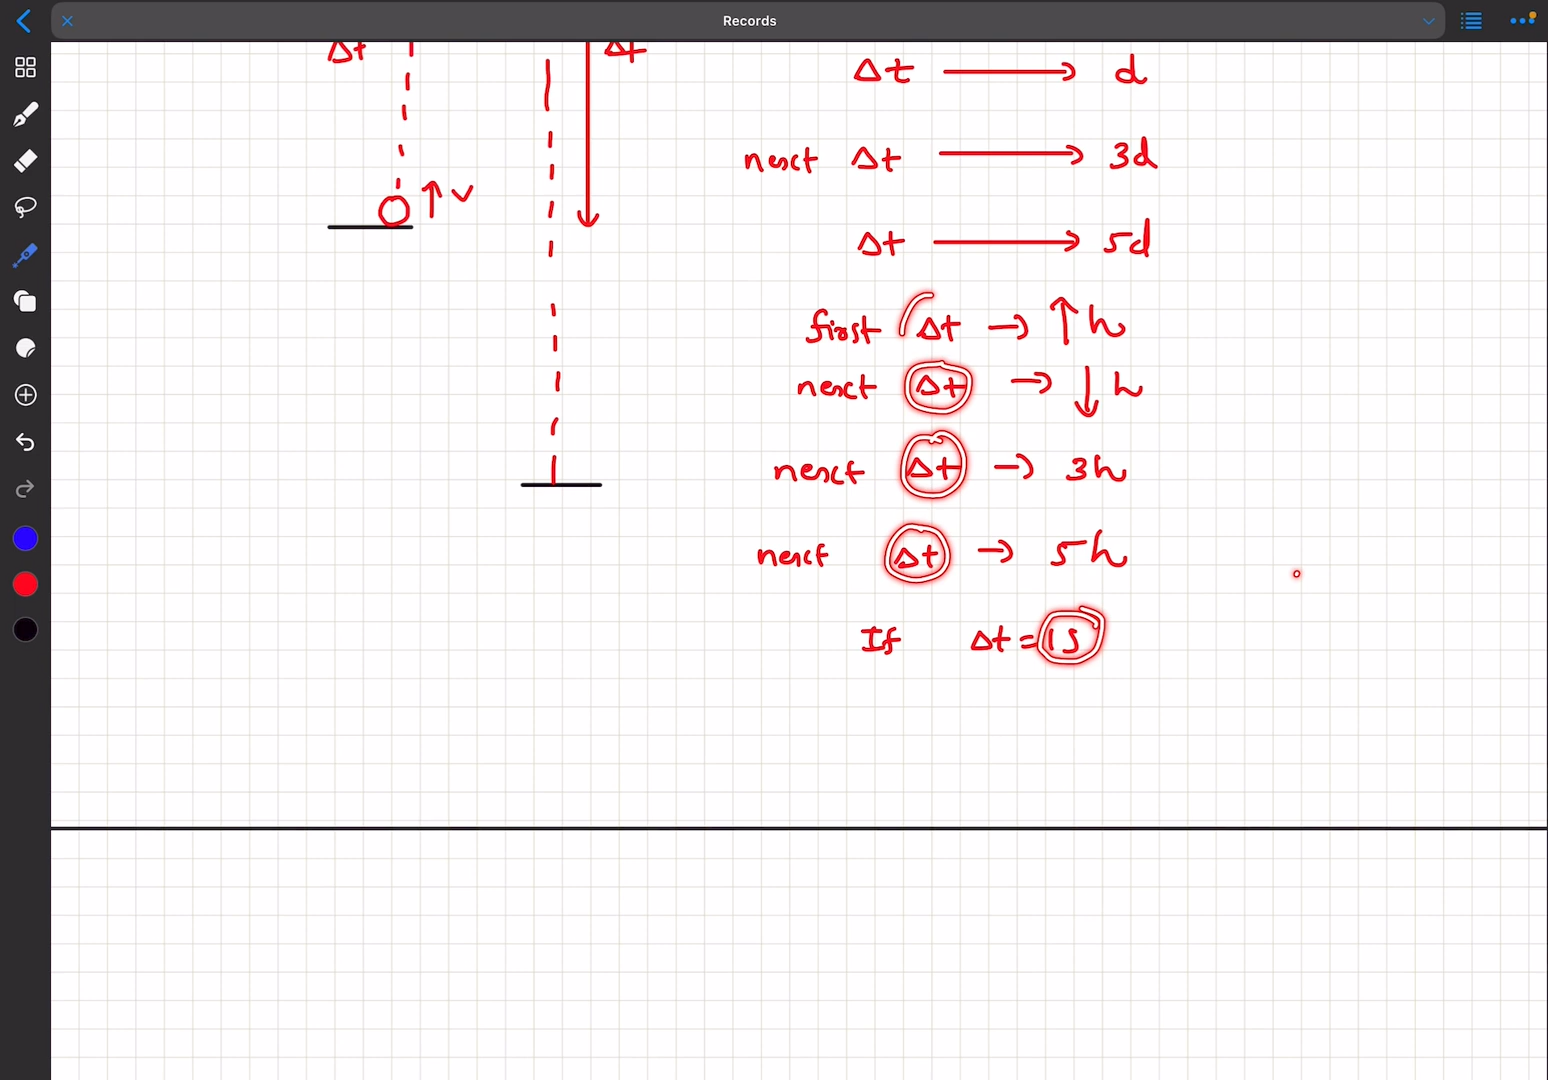 Records
Δt
Δt
Δt → d
next Δt → 3d
↑ v
Δt → 5d
first Δt → ↑ h
next Δt → ↓ h
next Δt → 3h
next Δt → 5h
If Δt = 1s